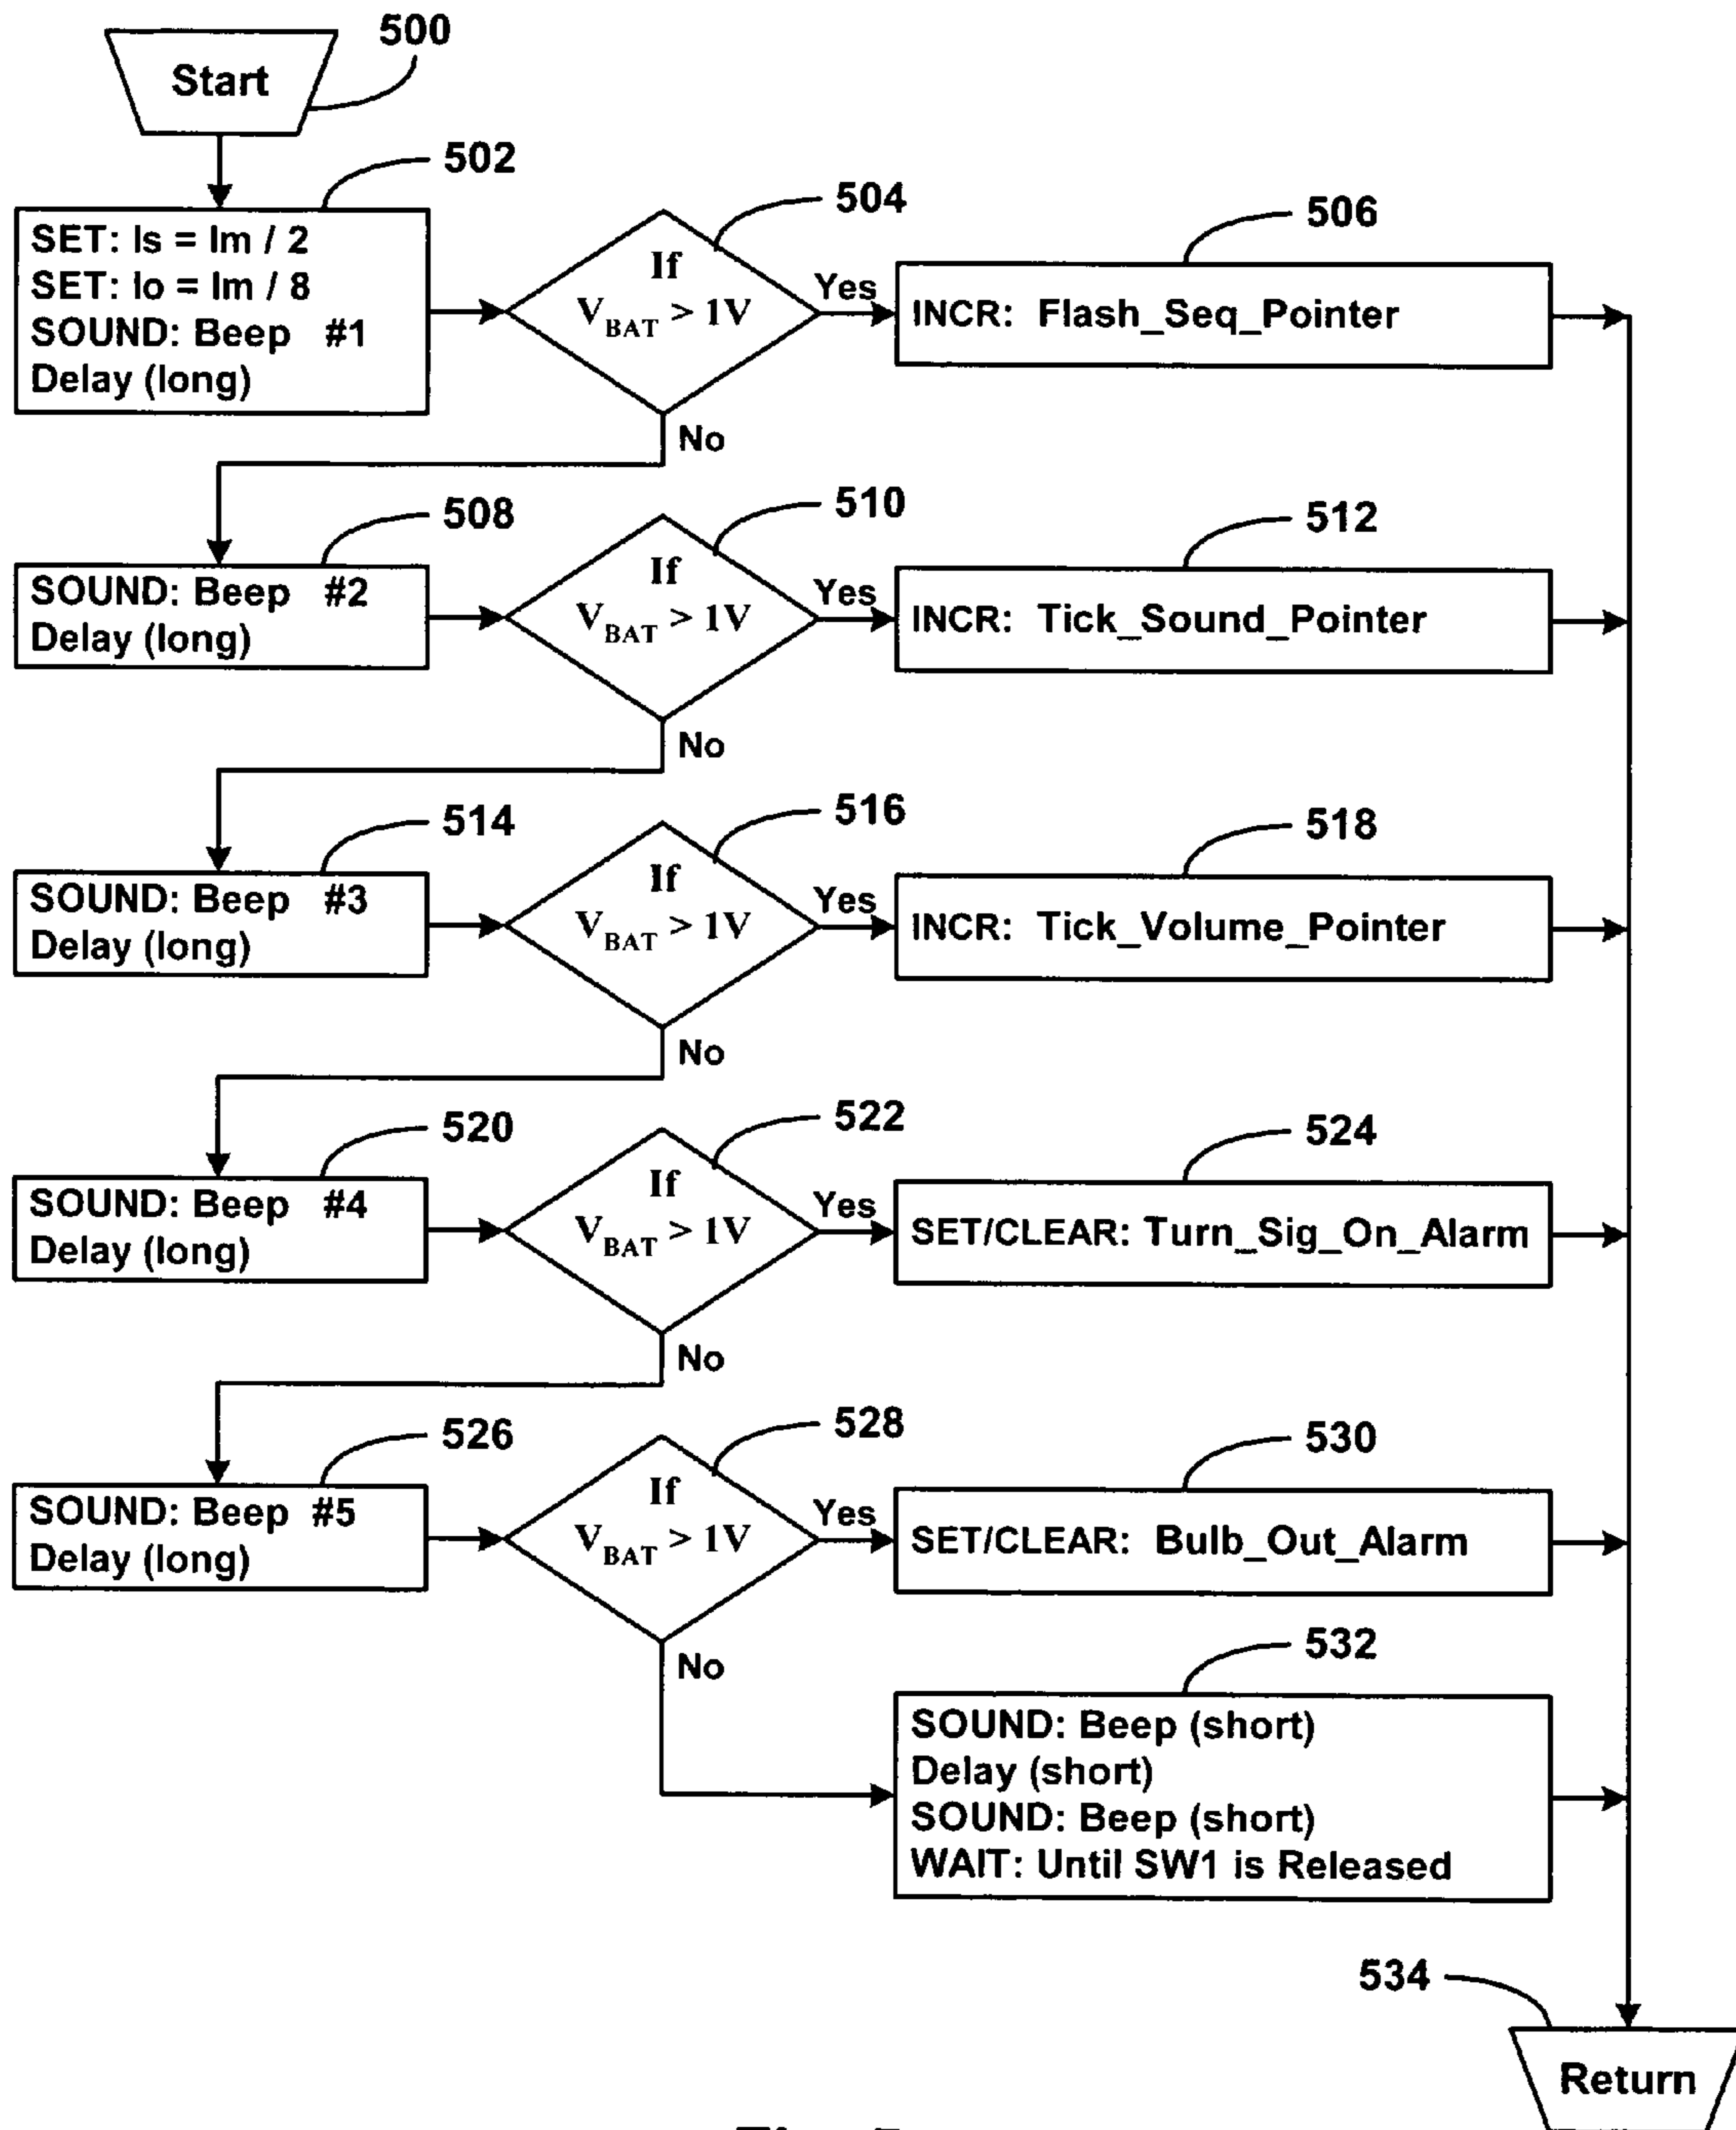 500
Start
502
SET: Is = Im / 2
SET: Io = Im / 8
SOUND: Beep #1
Delay (long)
504
If
VBAT > 1V
Yes
No
506
INCR: Flash_Seq_Pointer
508
SOUND: Beep #2
Delay (long)
510
If
VBAT > 1V
Yes
No
512
INCR: Tick_Sound_Pointer
514
SOUND: Beep #3
Delay (long)
516
If
VBAT > 1V
Yes
No
518
INCR: Tick_Volume_Pointer
520
SOUND: Beep #4
Delay (long)
522
If
VBAT > 1V
Yes
No
524
SET/CLEAR: Turn_Sig_On_Alarm
526
SOUND: Beep #5
Delay (long)
528
If
VBAT > 1V
Yes
No
530
SET/CLEAR: Bulb_Out_Alarm
532
SOUND: Beep (short)
Delay (short)
SOUND: Beep (short)
WAIT: Until SW1 is Released
534
Return